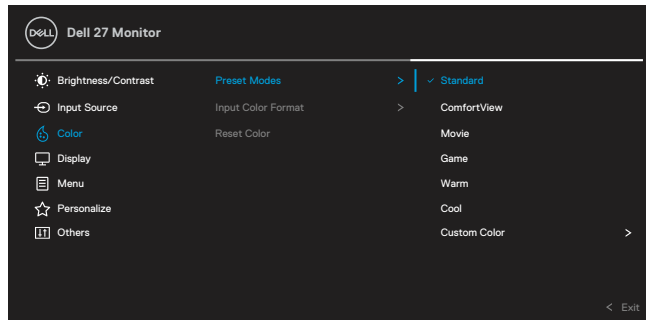 DELL Dell 27 Monitor
Brightness/Contrast Preset Modes > ✓ Standard
Input Source Input Color Format > ComfortView
Color Reset Color Movie
Display Game
Menu Warm
Personalize Cool
Others Custom Color >
< Exit